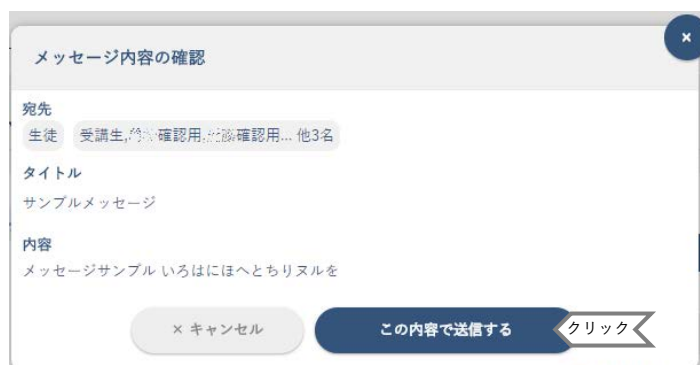 メッセージ内容の確認
×
宛先
生徒 受講生, 確認用, 確認用... 他3名
タイトル
サンプルメッセージ
内容
メッセージサンプル いろはにほへとちりヌルを
× キャンセル この内容で送信する クリック